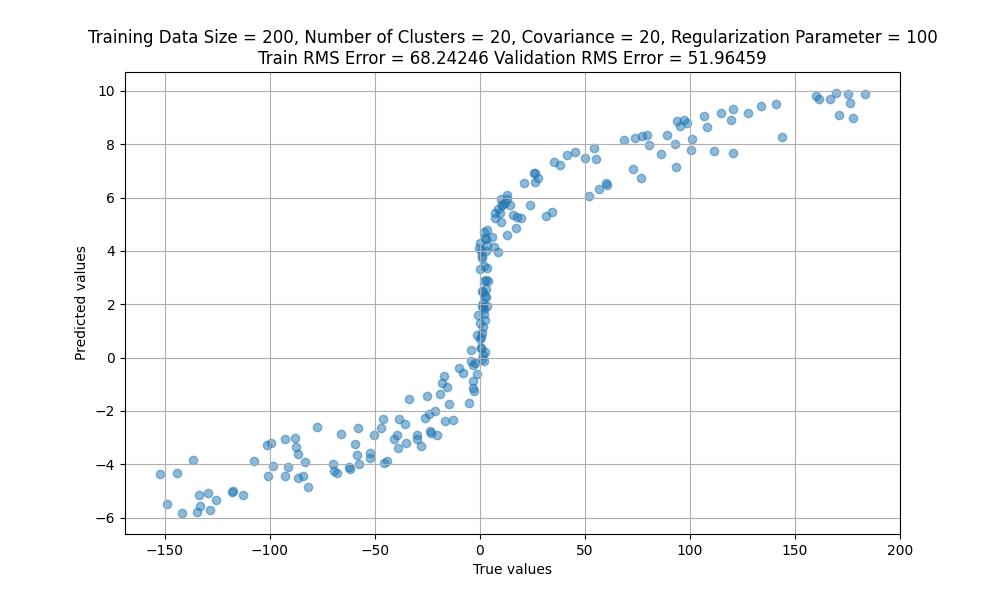 Training Data Size = 200, Number of Clusters = 20, Covariance = 20, Regularization Parameter = 100
Train RMS Error = 68.24246 Validation RMS Error = 51.96459
Predicted values
10
8
6
4
2
0
−2
−4
−6
−150 −100 −50 0 50 100 150 200
True values